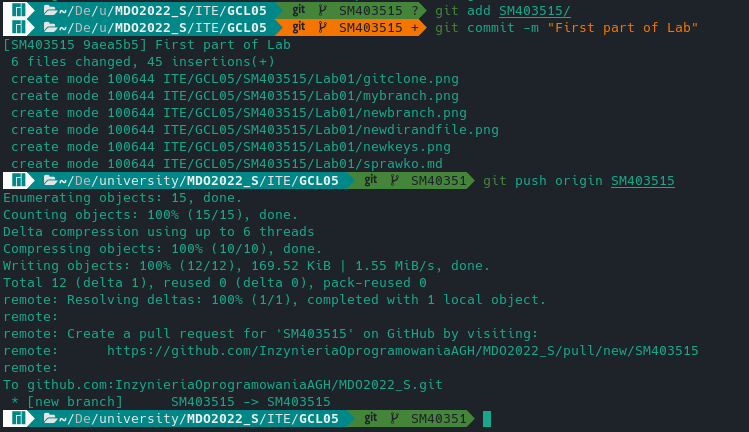 ~/De/u/MDO2022_S/ITE/GCL05 git SM403515 ? git add SM403515/
~/De/u/MDO2022_S/ITE/GCL05 git SM403515 + git commit -m "First part of Lab"
[SM403515 9aea5b5] First part of Lab
6 files changed, 45 insertions(+)
create mode 100644 ITE/GCL05/SM403515/Lab01/gitclone.png
create mode 100644 ITE/GCL05/SM403515/Lab01/mybranch.png
create mode 100644 ITE/GCL05/SM403515/Lab01/newbranch.png
create mode 100644 ITE/GCL05/SM403515/Lab01/newdirandfile.png
create mode 100644 ITE/GCL05/SM403515/Lab01/newkeys.png
create mode 100644 ITE/GCL05/SM403515/Lab01/sprawko.md
~/De/university/MDO2022_S/ITE/GCL05 git SM40351 git push origin SM403515
Enumerating objects: 15, done.
Counting objects: 100% (15/15), done.
Delta compression using up to 6 threads
Compressing objects: 100% (10/10), done.
Writing objects: 100% (12/12), 169.52 KiB | 1.55 MiB/s, done.
Total 12 (delta 1), reused 0 (delta 0), pack-reused 0
remote: Resolving deltas: 100% (1/1), completed with 1 local object.
remote:
remote: Create a pull request for 'SM403515' on GitHub by visiting:
remote: https://github.com/InzynieriaOprogramowaniaAGH/MDO2022_S/pull/new/SM403515
remote:
To github.com:InzynieriaOprogramowaniaAGH/MDO2022_S.git
* [new branch] SM403515 -> SM403515
~/De/university/MDO2022_S/ITE/GCL05 git SM40351